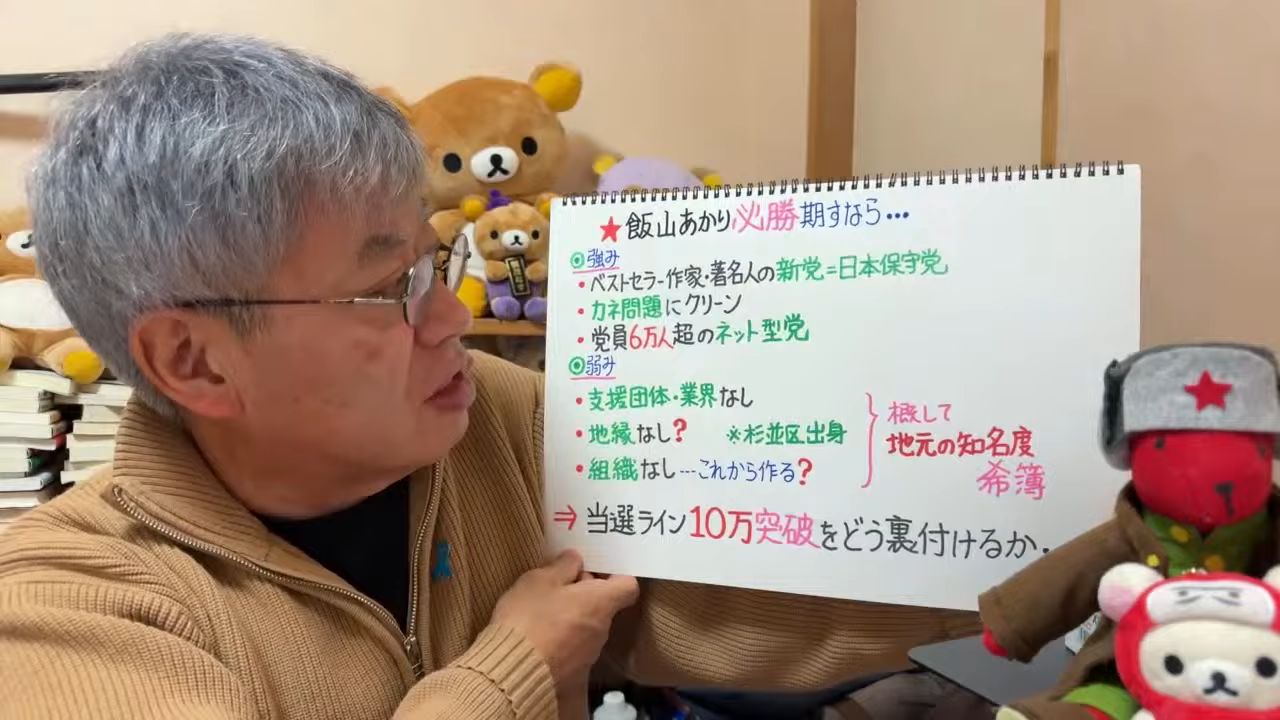 ★飯山あかり必勝期すなら…
◎強み
・ベストセラー作家・著名人の新党=日本保守党
・カネ問題にクリーン
・党員6万人超のネット型党
◎弱み
・支援団体・業界なし
・地縁なし? ※杉並区出身
・組織なし…これから作る?
概して
地元の知名度
希簿
⇒当選ライン10万突破をどう裏付けるか.